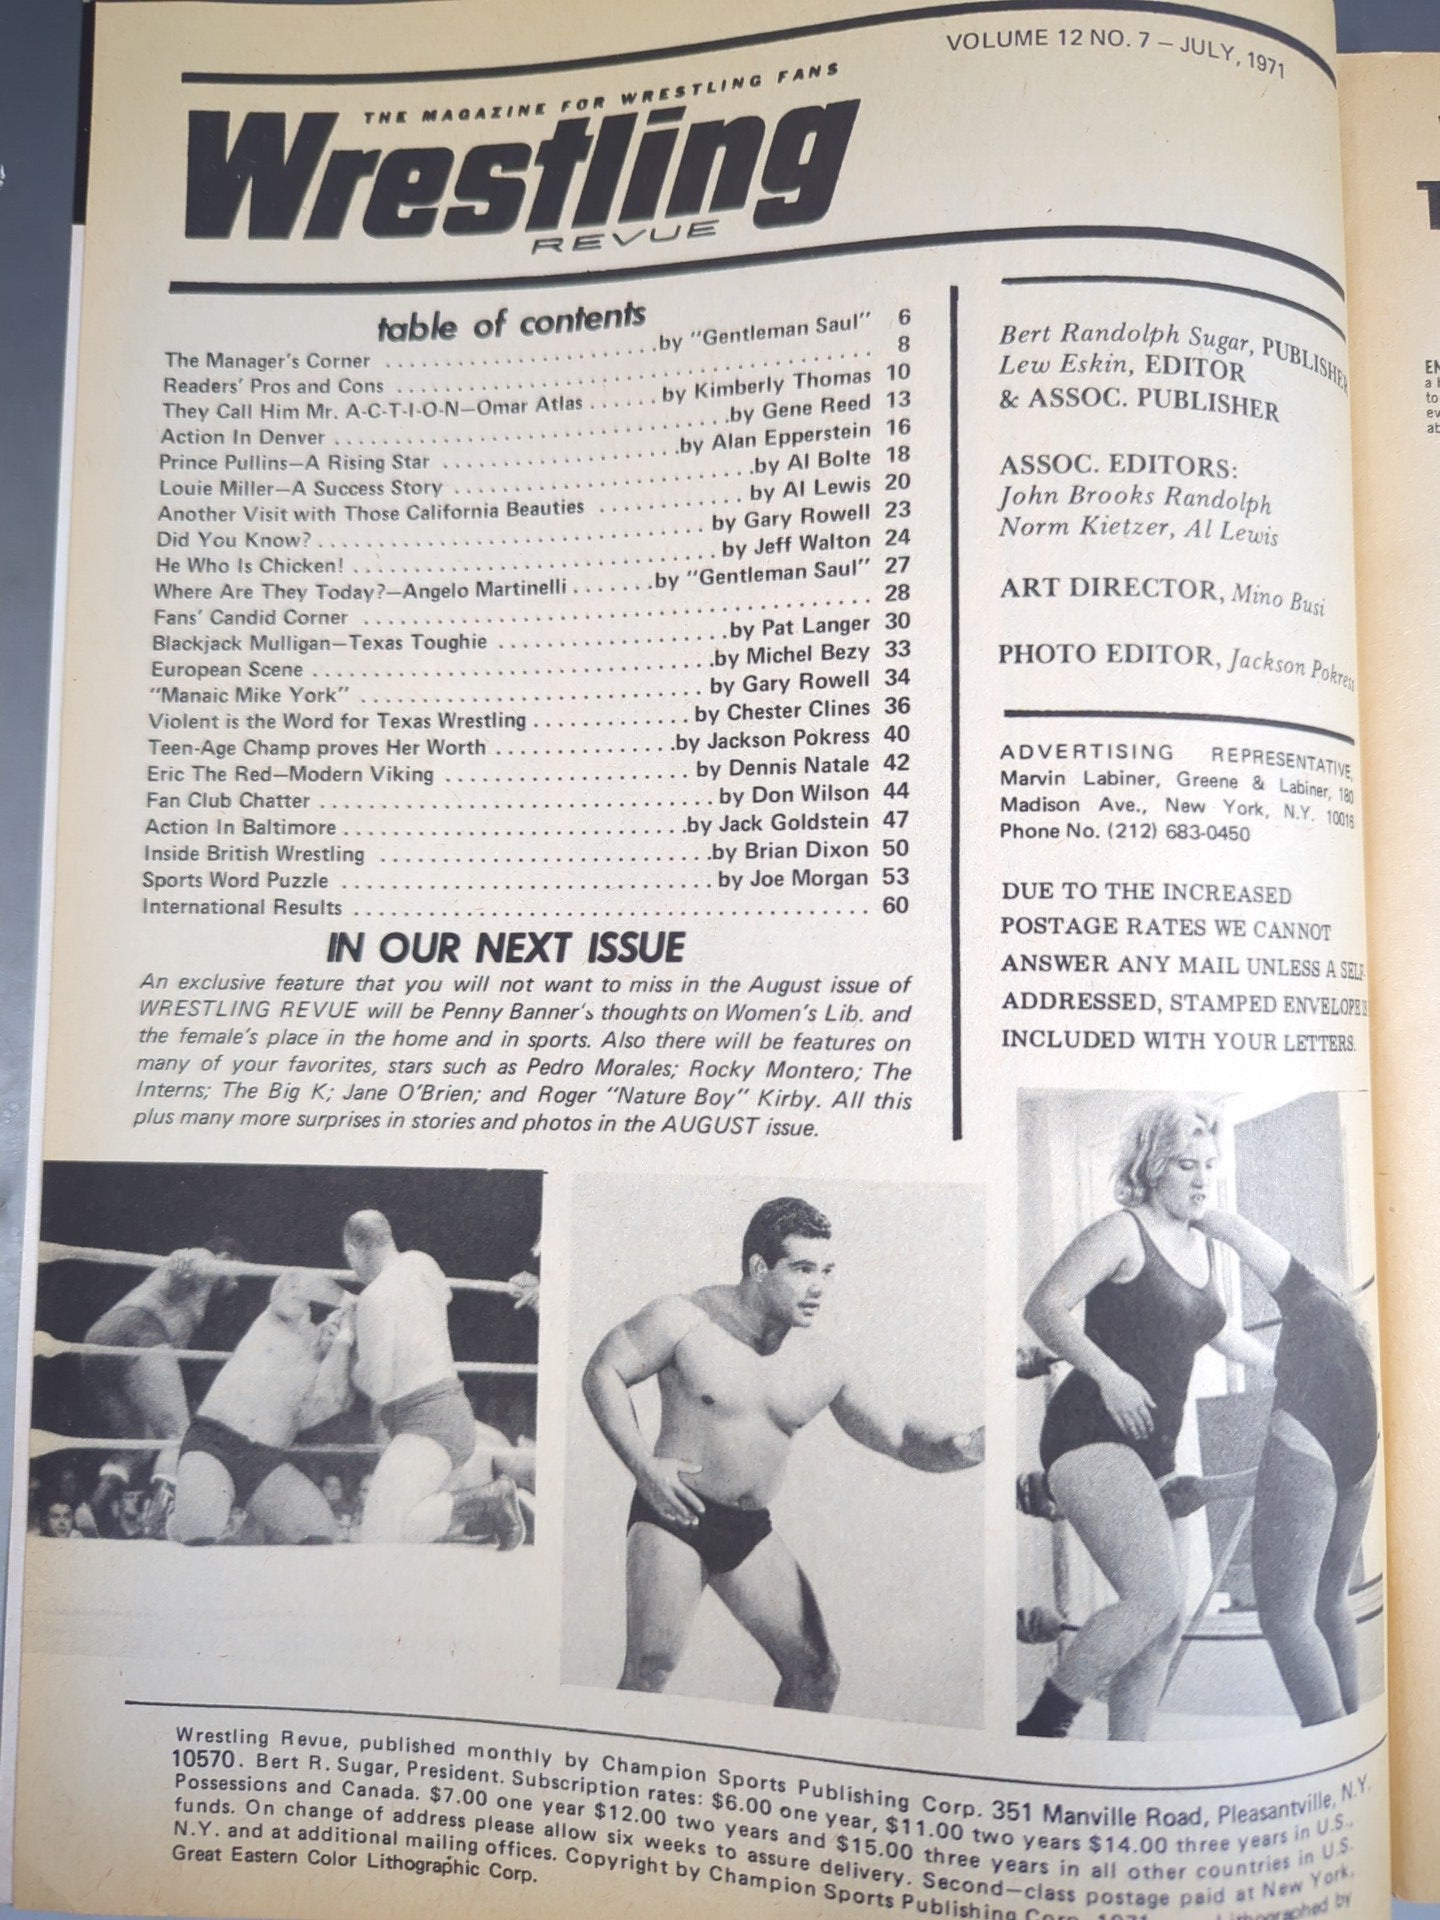 VOLUME 12 NO. 7 – JULY, 1971
THE MAGAZINE FOR WRESTLING FANS
Wrestling
REVUE
table of contents
The Manager's Corner . . . . . . . . . . . . . . . . . . . . . . by "Gentleman Saul" 6
Readers' Pros and Cons . . . . . . . . . . . . . . . . . . . . . . . . . . . . . . . . . . . . . . 8
They Call Him Mr. A-C-T-I-O-N—Omar Atlas . . . . . . by Kimberly Thomas 10
Action In Denver . . . . . . . . . . . . . . . . . . . . . . . . . . . . . . . by Gene Reed 13
Prince Pullins—A Rising Star . . . . . . . . . . . . . . . . . . . by Alan Epperstein 16
Louie Miller—A Success Story . . . . . . . . . . . . . . . . . . . . . . . . by Al Bolte 18
Another Visit with Those California Beauties . . . . . . . . . . . . by Al Lewis 20
Did You Know? . . . . . . . . . . . . . . . . . . . . . . . . . . . . . . . by Gary Rowell 23
He Who Is Chicken! . . . . . . . . . . . . . . . . . . . . . . . . . . . . by Jeff Walton 24
Where Are They Today?—Angelo Martinelli . . . . . . . by "Gentleman Saul" 27
Fans' Candid Corner . . . . . . . . . . . . . . . . . . . . . . . . . . . . . . . . . . . . . . . . 28
Blackjack Mulligan—Texas Toughie . . . . . . . . . . . . . . . . . . by Pat Langer 30
European Scene . . . . . . . . . . . . . . . . . . . . . . . . . . . . . . . by Michel Bezy 33
"Manaic Mike York" . . . . . . . . . . . . . . . . . . . . . . . . . . . by Gary Rowell 34
Violent is the Word for Texas Wrestling . . . . . . . . . . . . . by Chester Clines 36
Teen-Age Champ proves Her Worth . . . . . . . . . . . . . . . by Jackson Pokress 40
Eric The Red—Modern Viking . . . . . . . . . . . . . . . . . . . . by Dennis Natale 42
Fan Club Chatter . . . . . . . . . . . . . . . . . . . . . . . . . . . . . . . by Don Wilson 44
Action In Baltimore . . . . . . . . . . . . . . . . . . . . . . . . . . . by Jack Goldstein 47
Inside British Wrestling . . . . . . . . . . . . . . . . . . . . . . . . . . by Brian Dixon 50
Sports Word Puzzle . . . . . . . . . . . . . . . . . . . . . . . . . . . . . by Joe Morgan 53
International Results . . . . . . . . . . . . . . . . . . . . . . . . . . . . . . . . . . . . . . . . 60
IN OUR NEXT ISSUE
An exclusive feature that you will not want to miss in the August issue of
WRESTLING REVUE will be Penny Banner's thoughts on Women's Lib. and
the female's place in the home and in sports. Also there will be features on
many of your favorites, stars such as Pedro Morales; Rocky Montero; The
Interns; The Big K; Jane O'Brien; and Roger "Nature Boy" Kirby. All this
plus many more surprises in stories and photos in the AUGUST issue.
Bert Randolph Sugar, PUBLISHER
Lew Eskin, EDITOR
& ASSOC. PUBLISHER
ASSOC. EDITORS:
John Brooks Randolph
Norm Kietzer, Al Lewis
ART DIRECTOR, Mino Busi
PHOTO EDITOR, Jackson Pokress
ADVERTISING REPRESENTATIVE,
Marvin Labiner, Greene & Labiner, 180
Madison Ave., New York, N.Y. 10016
Phone No. (212) 683-0450
DUE TO THE INCREASED
POSTAGE RATES WE CANNOT
ANSWER ANY MAIL UNLESS A SELF-
ADDRESSED, STAMPED ENVELOPE IS
INCLUDED WITH YOUR LETTERS.
Wrestling Revue, published monthly by Champion Sports Publishing Corp. 351 Manville Road, Pleasantville, N.Y.
10570. Bert R. Sugar, President. Subscription rates: $6.00 one year, $11.00 two years $14.00 three years in U.S.,
Possessions and Canada. $7.00 one year $12.00 two years and $15.00 three years in all other countries in U.S.
funds. On change of address please allow six weeks to assure delivery. Second—class postage paid at New York,
N.Y. and at additional mailing offices. Copyright by Champion Sports Publishing Corp. 1971 Lithographed by
Great Eastern Color Lithographic Corp.